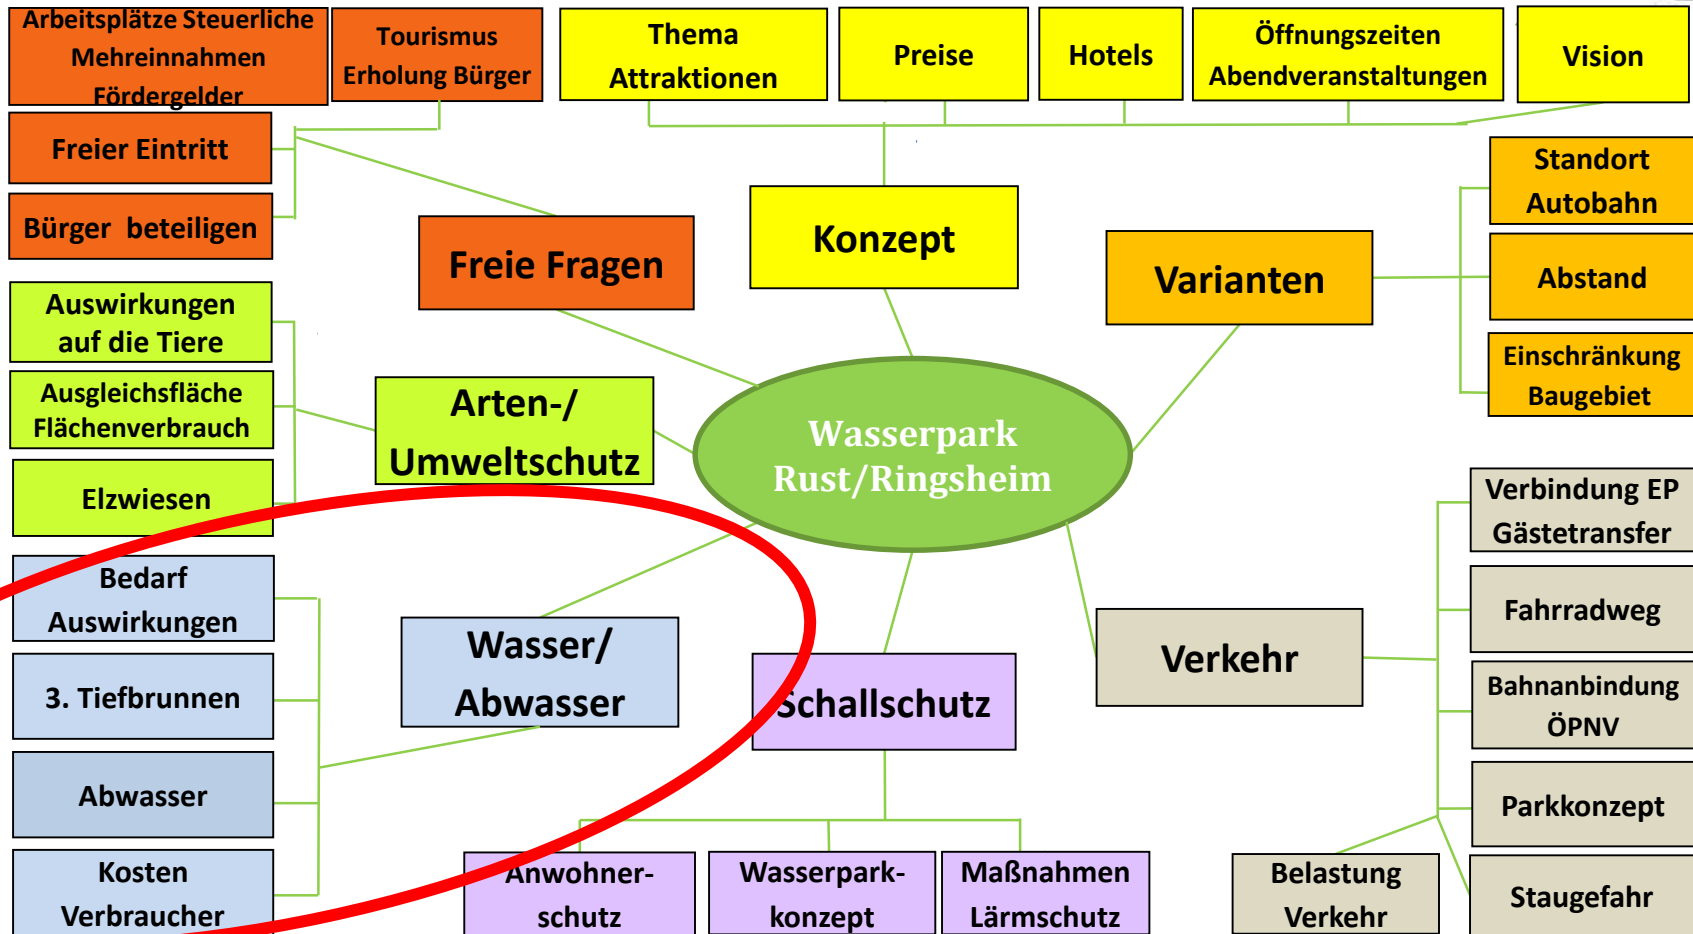 Arbeitsplätze Steuerliche
Mehreinnahmen
Fördergelder
Tourismus
Erholung Bürger
Thema
Attraktionen
Preise
Hotels
Öffnungszeiten
Abendveranstaltungen
Vision
Freier Eintritt
Bürger beteiligen
Freie Fragen
Konzept
Varianten
Standort
Autobahn
Abstand
Einschränkung
Baugebiet
Auswirkungen
auf die Tiere
Ausgleichsfläche
Flächenverbrauch
Elzwiesen
Arten-/
Umweltschutz
Wasserpark
Rust/Ringsheim
Bedarf
Auswirkungen
3. Tiefbrunnen
Abwasser
Kosten
Verbraucher
Wasser/
Abwasser
Schallschutz
Anwohner-
schutz
Wasserpark-
konzept
Maßnahmen
Lärmschutz
Verkehr
Verbindung EP
Gästetransfer
Fahrradweg
Bahnanbindung
ÖPNV
Parkkonzept
Belastung
Verkehr
Staugefahr